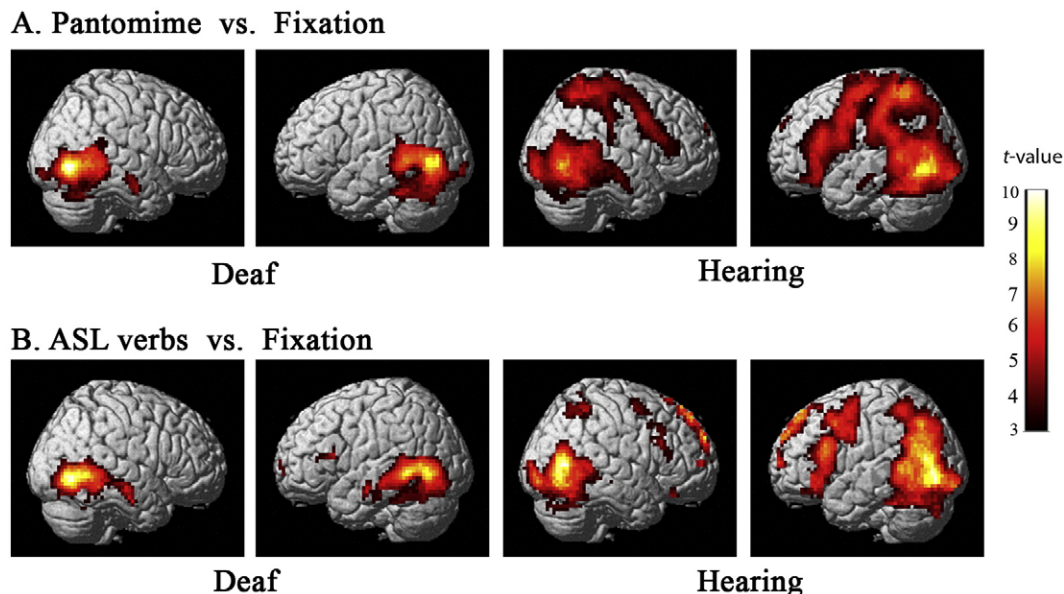 A. Pantomime vs. Fixation
Deaf
Hearing
t-value
10
9
8
7
6
5
4
3
B. ASL verbs vs. Fixation
Deaf
Hearing